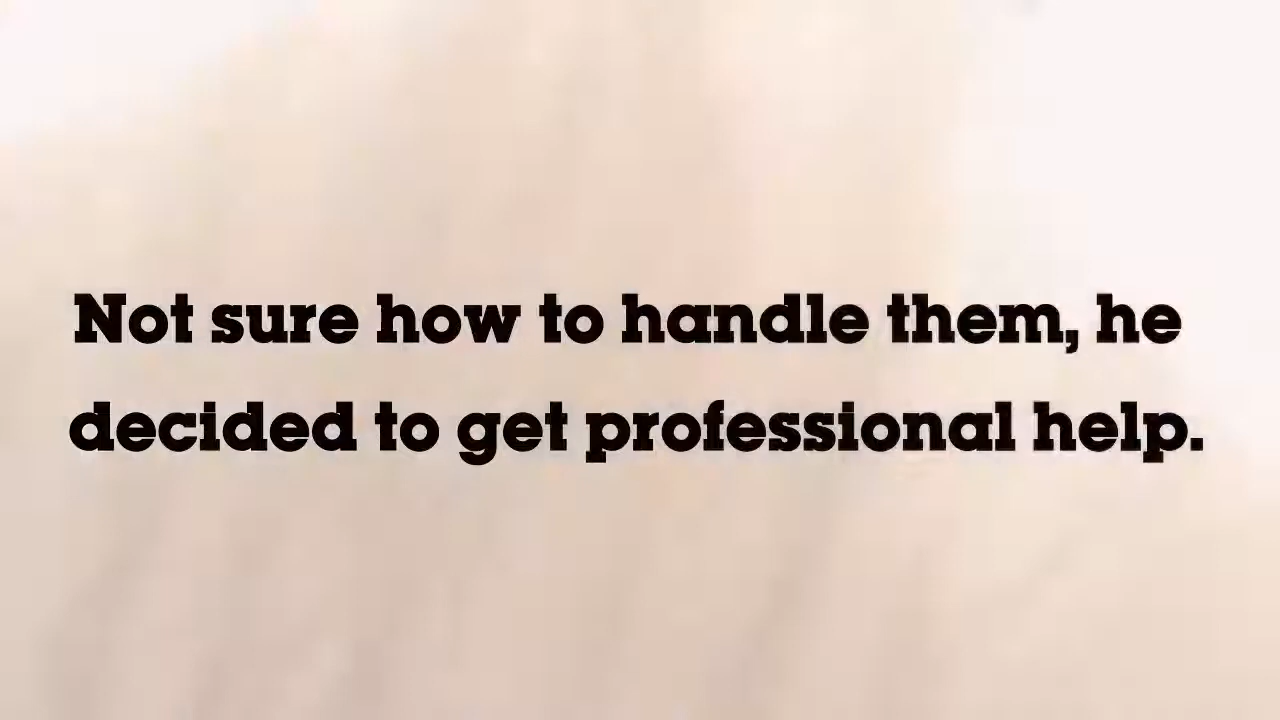 Not sure how to handle them, he
decided to get professional help.